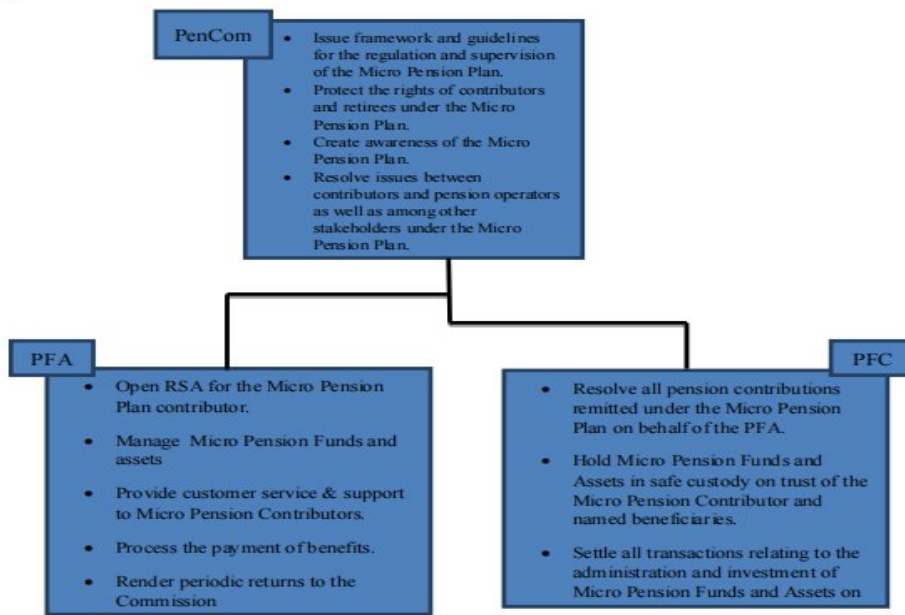 PenCom
• Issue framework and guidelines
for the regulation and supervision
of the Micro Pension Plan.
• Protect the rights of contributors
and retirees under the Micro
Pension Plan.
• Create awareness of the Micro
Pension Plan.
• Resolve issues between
contributors and pension operators
as well as among other
stakeholders under the Micro
Pension Plan.
PFA
• Open RSA for the Micro Pension
Plan contributor.
• Manage Micro Pension Funds and
assets
• Provide customer service & support
to Micro Pension Contributors.
• Process the payment of benefits.
• Render periodic returns to the
Commission
PFC
• Resolve all pension contributions
remitted under the Micro Pension
Plan on behalf of the PFA.
• Hold Micro Pension Funds and
Assets in safe custody on trust of the
Micro Pension Contributor and
named beneficiaries.
• Settle all transactions relating to the
administration and investment of
Micro Pension Funds and Assets on